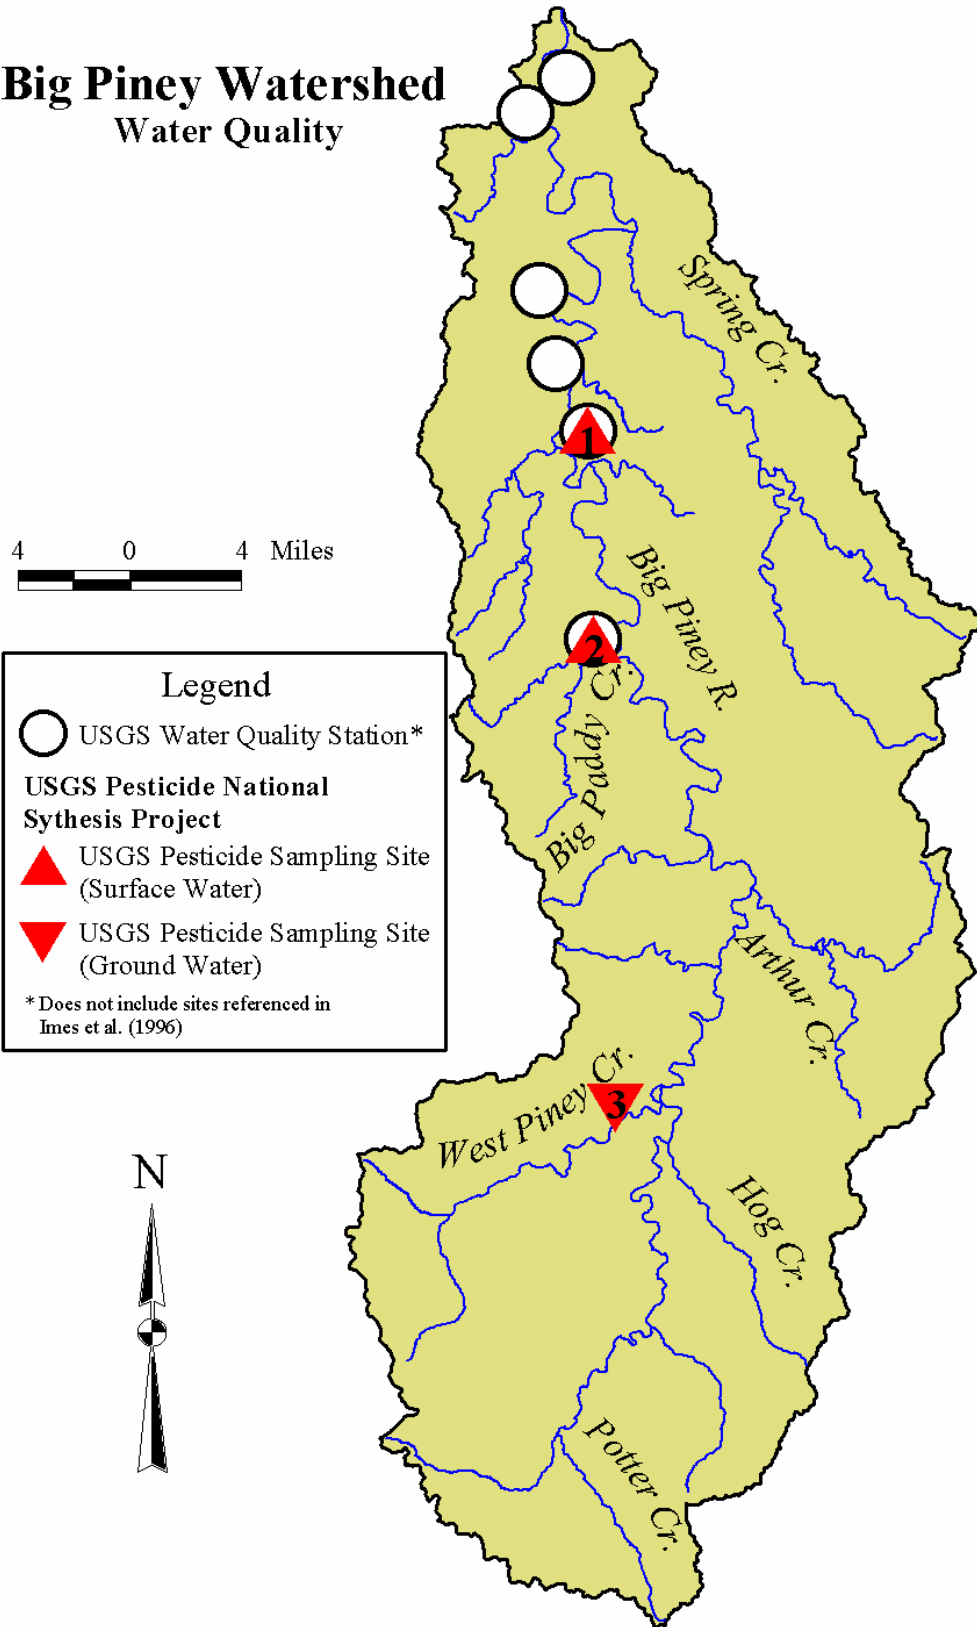 Big Piney Watershed
Water Quality
Spring Cr.
1
4 0 4 Miles
Big Piney R.
2
Big Paddy Cr.
Legend
USGS Water Quality Station*
USGS Pesticide National
Sythesis Project
USGS Pesticide Sampling Site
(Surface Water)
USGS Pesticide Sampling Site
(Ground Water)
* Does not include sites referenced in
Imes et al. (1996)
Arthur Cr.
West Piney Cr.
3
N
Hog Cr.
Potter Cr.